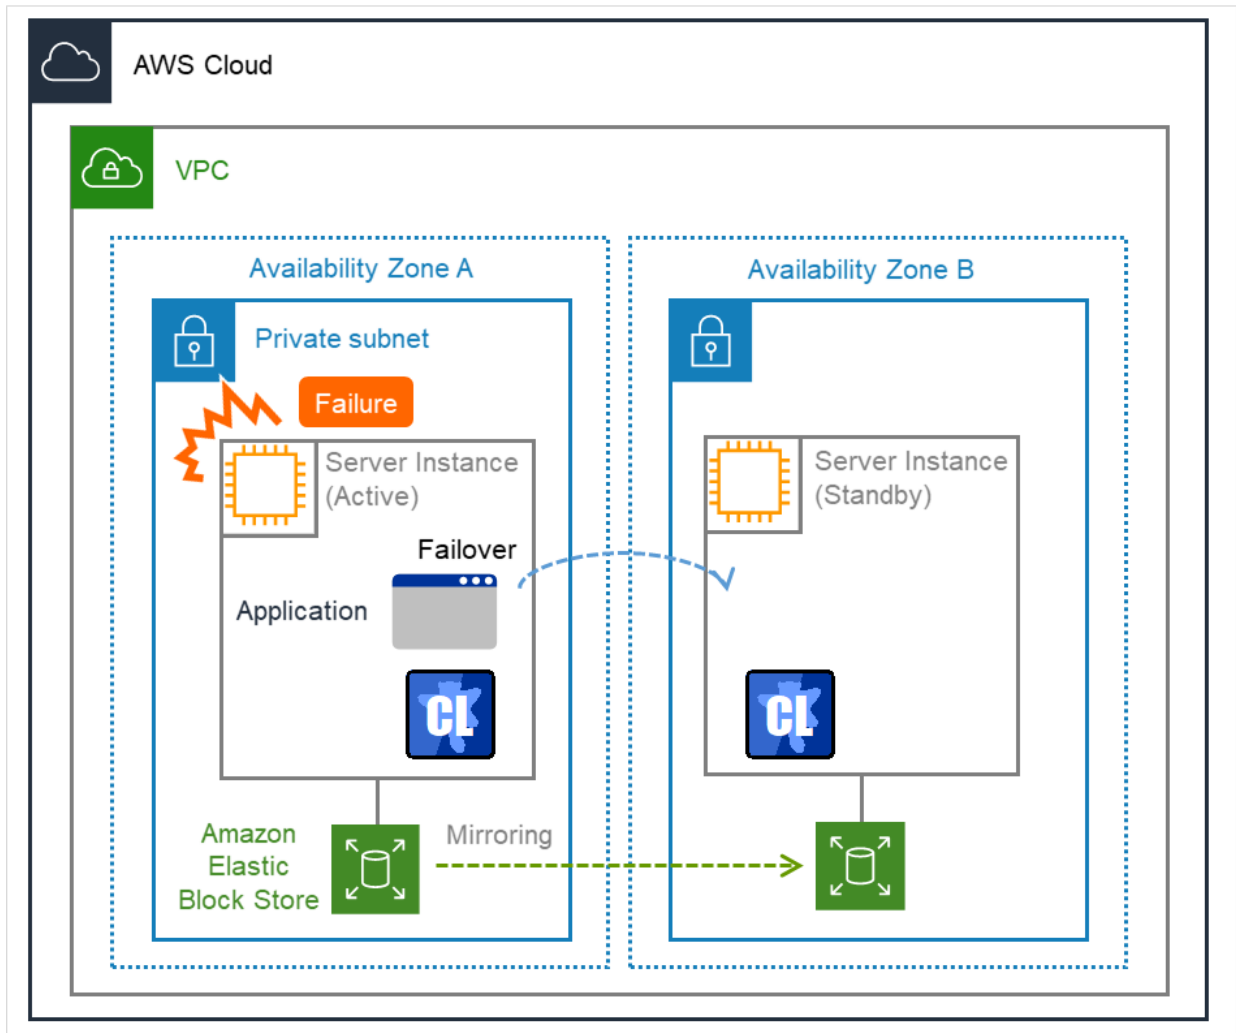 AWS Cloud
VPC
Availability Zone A
Private subnet
Failure
Server Instance
(Active)
Failover
Application
CL
Amazon
Elastic
Block Store
Mirroring
Availability Zone B
Server Instance
(Standby)
CL